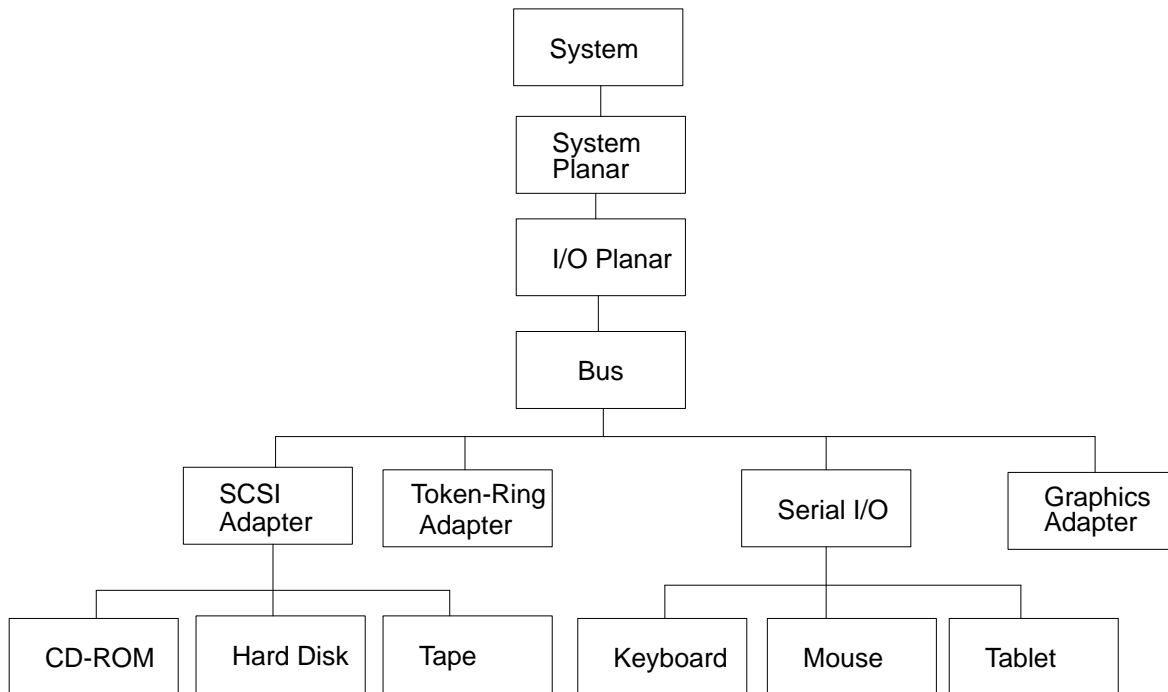 System
System
Planar
I/O Planar
Bus
SCSI
Adapter
Token-Ring
Adapter
Serial I/O
Graphics
Adapter
CD-ROM
Hard Disk
Tape
Keyboard
Mouse
Tablet